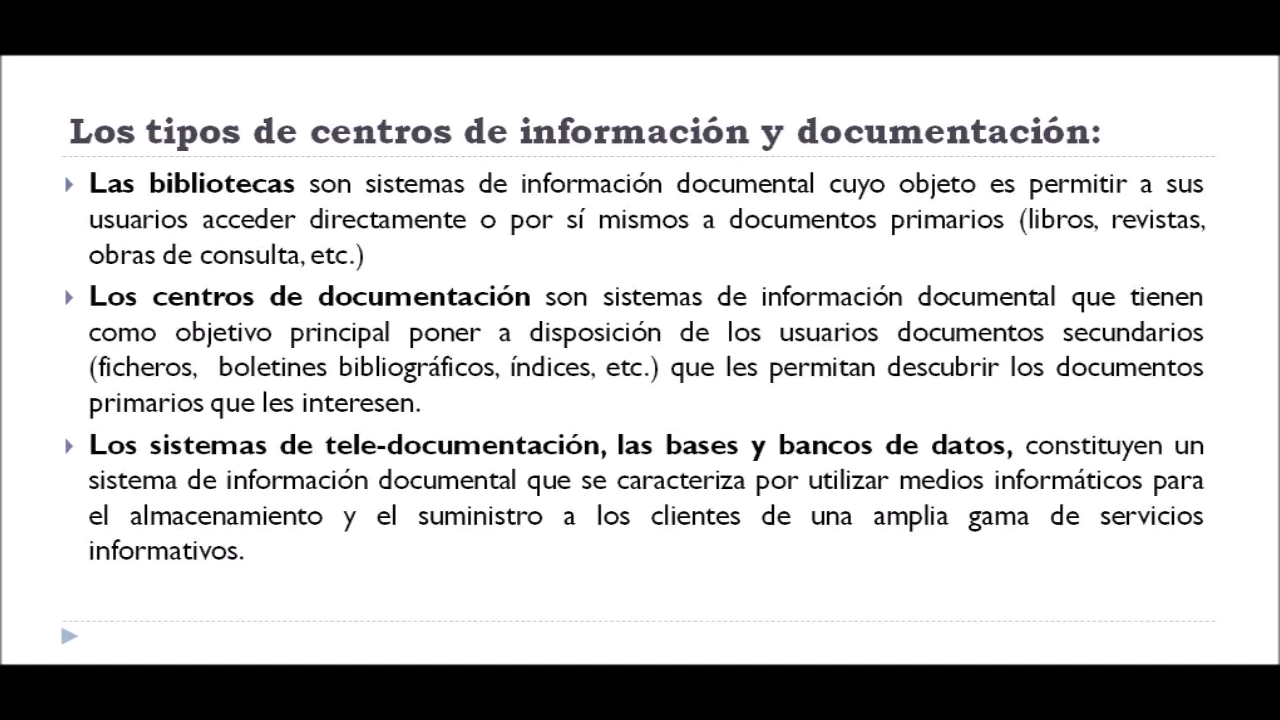 Los tipos de centros de información y documentación:
Las bibliotecas son sistemas de información documental cuyo objeto es permitir a sus
usuarios acceder directamente o por sí mismos a documentos primarios (libros, revistas,
obras de consulta, etc.)
Los centros de documentación son sistemas de información documental que tienen
como objetivo principal poner a disposición de los usuarios documentos secundarios
(ficheros, boletines bibliográficos, índices, etc.) que les permitan descubrir los documentos
primarios que les interesen.
Los sistemas de tele-documentación, las bases y bancos de datos, constituyen un
sistema de información documental que se caracteriza por utilizar medios informáticos para
el almacenamiento y el suministro a los clientes de una amplia gama de servicios
informativos.